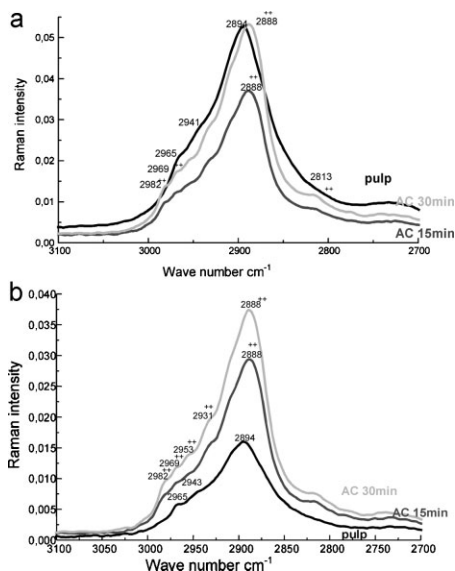 a
Raman intensity
0,05
0,04
0,03
0,02
0,01
0,00
2894
++
2888
++
2888
2941
2965
2969 ++
2982 ++
2813
++
pulp
AC 30min
AC 15min
3100 3000 2900 2800 2700
Wave number cm-1
b
Raman intensity
0,040
0,035
0,030
0,025
0,020
0,015
0,010
0,005
0,000
++
2888
++
2888
++
2931
++
2953
++
2969
++
2982
2943
2965
2894
AC 30min
AC 15min
pulp
3100 3050 3000 2950 2900 2850 2800 2750 2700
Wave number cm-1